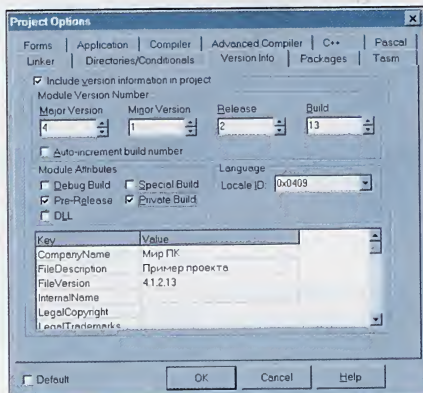 Project Options
Forms Application Compiler Advanced Compiler C++ Pascal
Linker Directories/Conditionals Version Info Packages Tasm
Include version information in project
Module Version Number
Major Version Minor Version Release Build
4 1 2 13
Auto-increment build number
Module Attributes Language
Debug Build Special Build Locale ID: 0x0409
Pre-Release Private Build
DLL
Key Value
CompanyName Мир ПК
FileDescription Пример проекта
FileVersion 4.1.2.13
InternalName
LegalCopyright
LegalTrademarks
Default OK Cancel Help